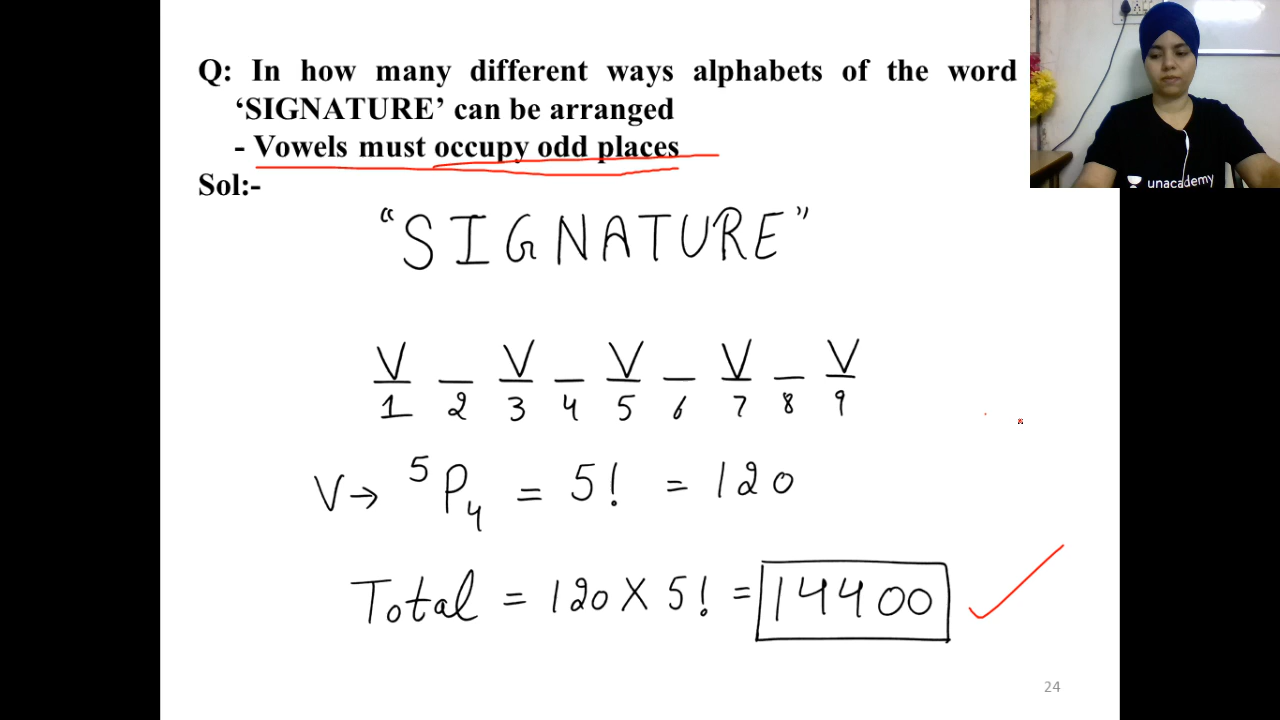 Q: In how many different ways alphabets of the word
‘SIGNATURE’ can be arranged
- Vowels must occupy odd places
Sol:-
“SIGNATURE”
V _ V _ V _ V _ V
1 2 3 4 5 6 7 8 9
V → ⁵P₄ = 5! = 120
Total = 120 X 5! = 14400
24
unacademy